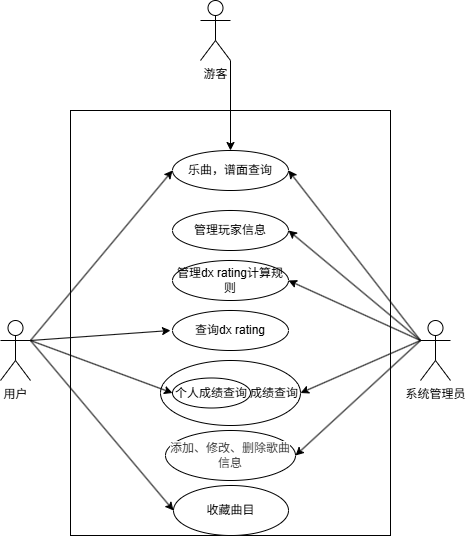 游客
乐曲，谱面查询
管理玩家信息
管理dx rating计算规
则
查询dx rating
用户
系统管理员
个人成绩查询
成绩查询
添加、修改、删除歌曲
信息
收藏曲目